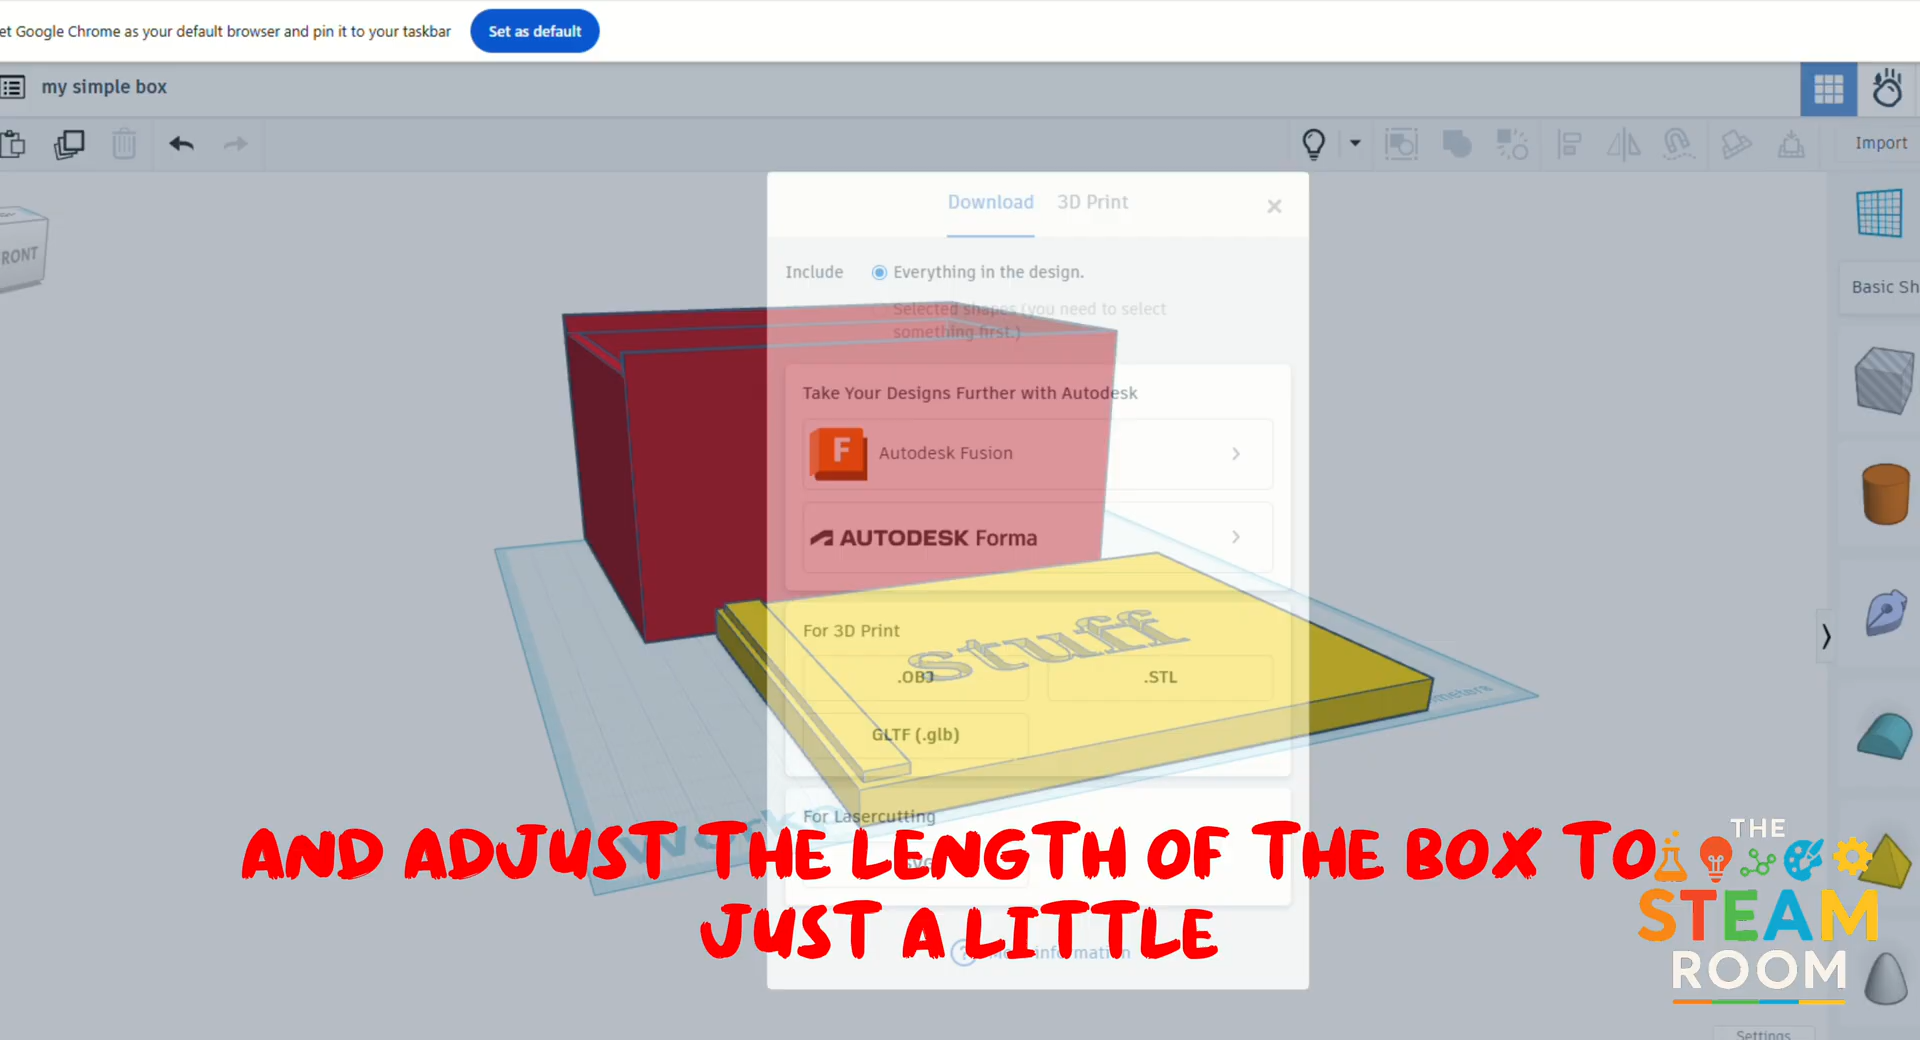 et Google Chrome as your default browser and pin it to your taskbar
Set as default
my simple box
Import
Download
3D Print
RONT
Include
Everything in the design.
Selected shapes (you need to select
something first.)
Basic Sh
Take Your Designs Further with Autodesk
F
Autodesk Fusion
AUTODESK Forma
For 3D Print
stuff
.OBJ
.STL
GLTF (.glb)
For Lasercutting
AND ADJUST THE LENGTH OF THE BOX TO
JUST A LITTLE
THE
STEAM
ROOM
More information
Settings